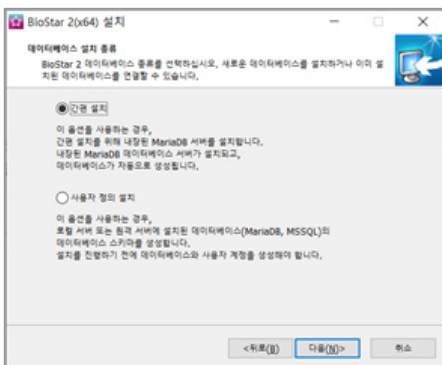 BioStar 2(x64) 설치
데이터베이스 설치 종류
BioStar 2 데이터베이스 종류를 선택하십시오, 새로운 데이터베이스를 설치하거나 이미 설
치된 데이터베이스를 연결할 수 있습니다.
간편 설치
이 옵션을 사용하는 경우,
간편 설치를 위해 내장된 MariaDB 서버를 설치합니다.
내장된 MariaDB 데이터베이스 서버가 설치되고,
데이터베이스가 자동으로 생성됩니다.
사용자 정의 설치
이 옵션을 사용하는 경우,
로컬 서버 또는 원격 서버에 설치된 데이터베이스(MariaDB, MSSQL)의
데이터베이스 스키마를 생성합니다.
설치를 진행하기 전에 데이터베이스와 사용자 계정을 생성해야 합니다.
<뒤로(B) 다음(N)> 취소